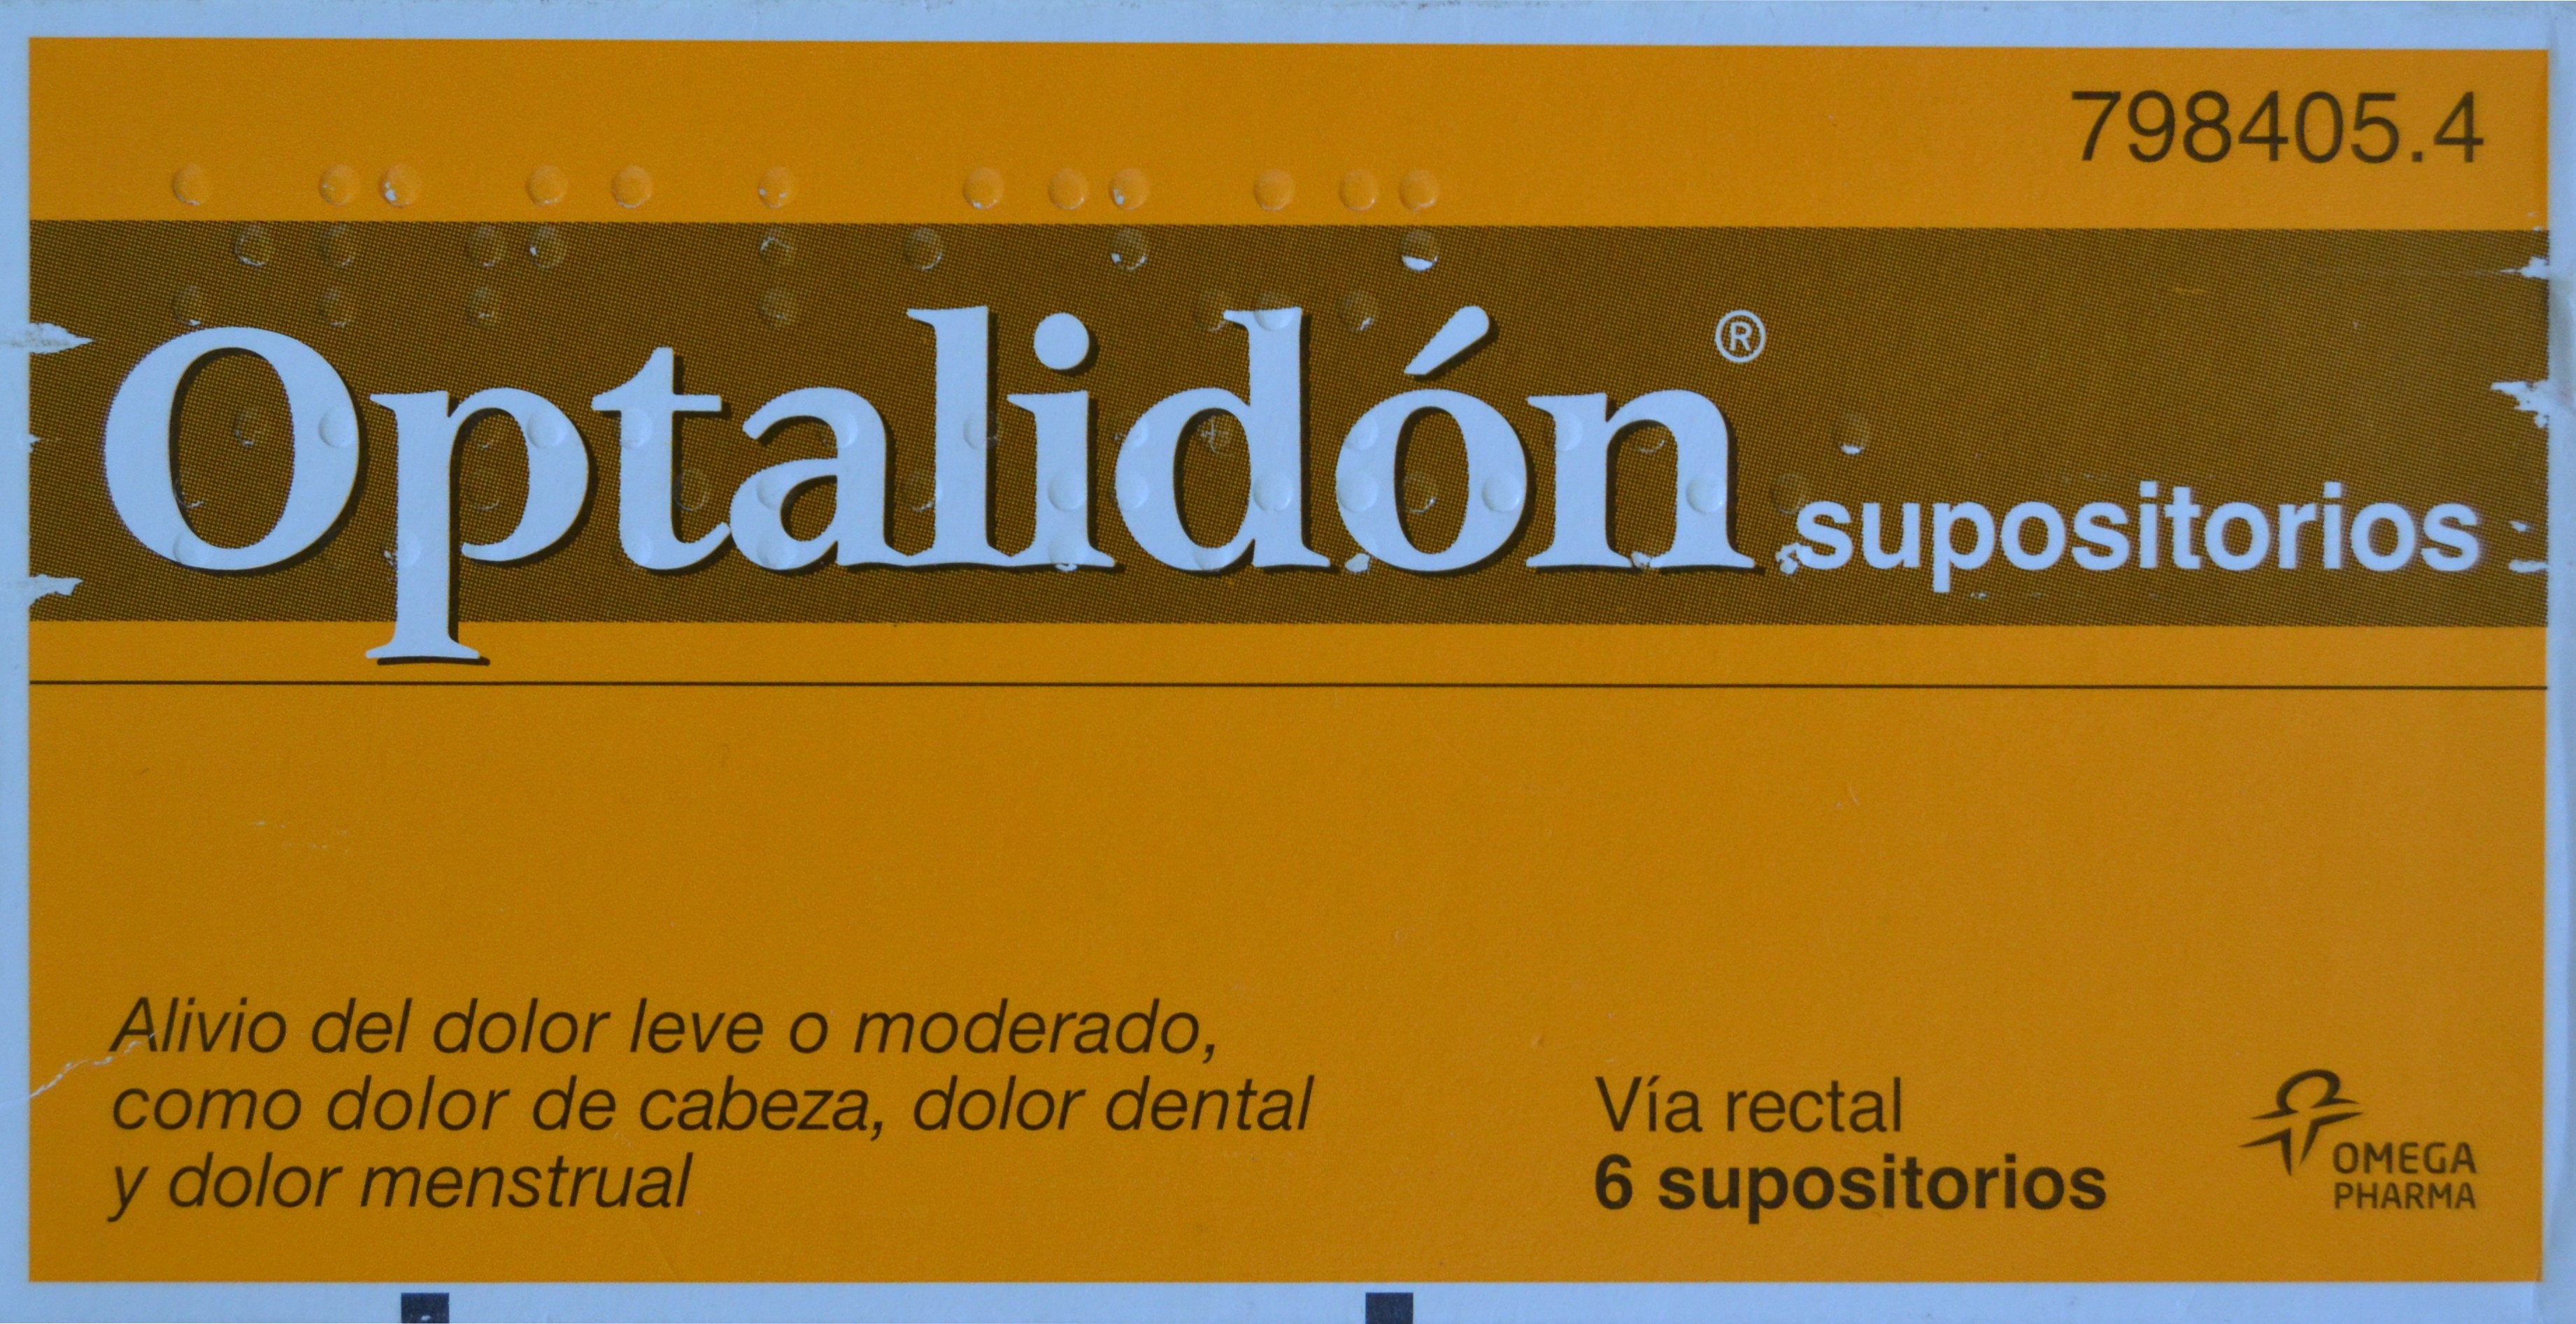 798405.4
Optalidón® supositorios
Alivio del dolor leve o moderado,
como dolor de cabeza, dolor dental
y dolor menstrual
Vía rectal
6 supositorios
OMEGA
PHARMA